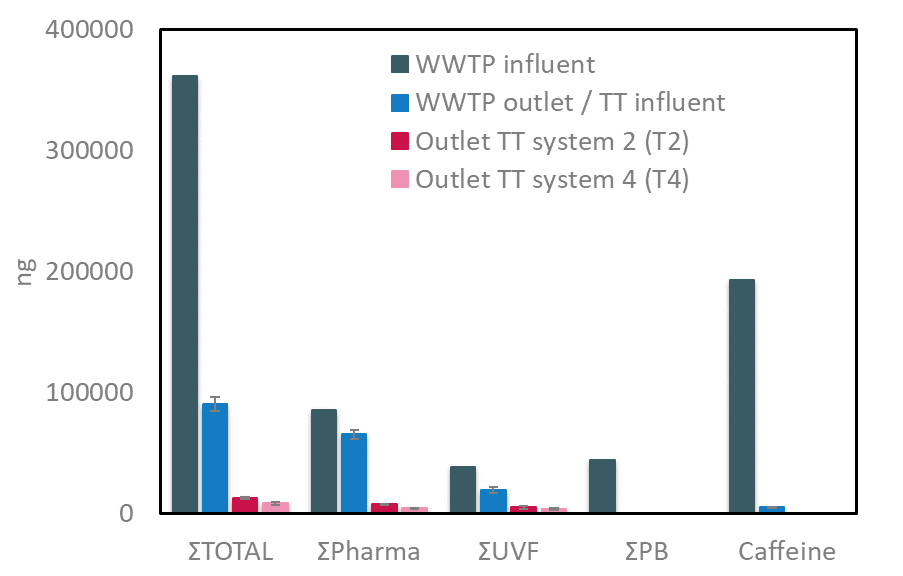 400000
300000
200000
100000
0
ng
WWTP influent
WWTP outlet / TT influent
Outlet TT system 2 (T2)
Outlet TT system 4 (T4)
ΣTOTAL ΣPharma ΣUVF ΣPB Caffeine